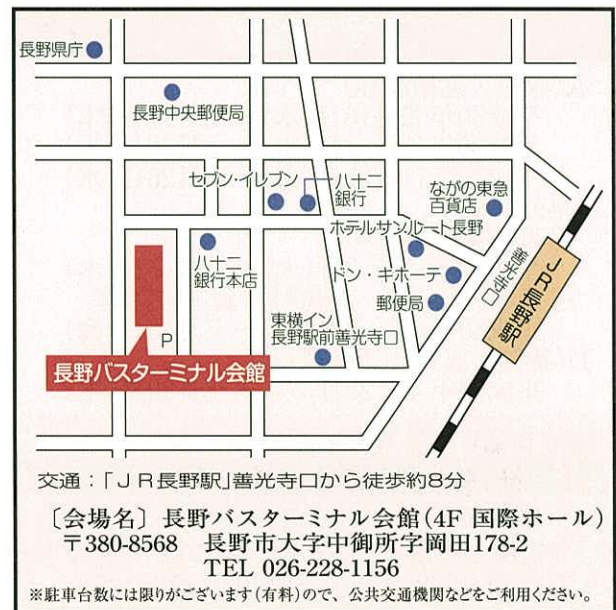 長野県庁
長野中央郵便局
セブン・イレブン
八十二
銀行
ながの東急
百貨店
ホテルサンルート長野
八十二
銀行本店
ドン・キホーテ
郵便局
善光寺口
JR長野駅
P
東横イン
長野駅前善光寺口
長野バスターミナル会館
交通：「JR長野駅」善光寺口から徒歩約8分
〔会場名〕長野バスターミナル会館(4F 国際ホール)
〒380-8568　長野市大字中御所字岡田178-2
TEL 026-228-1156
※駐車台数には限りがございます(有料)ので、公共交通機関などをご利用ください。